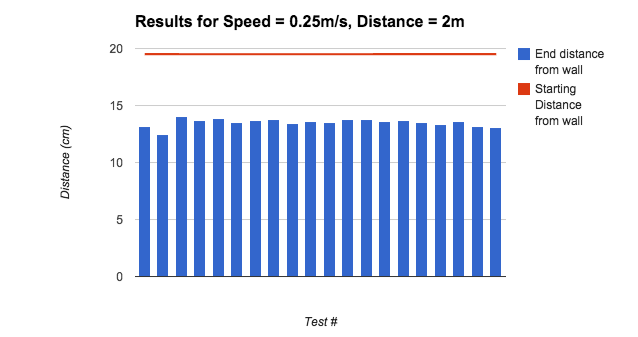 Results for Speed = 0.25m/s, Distance = 2m
20
15
10
5
0
Distance (cm)
Test #
End distance
from wall
Starting
Distance
from wall